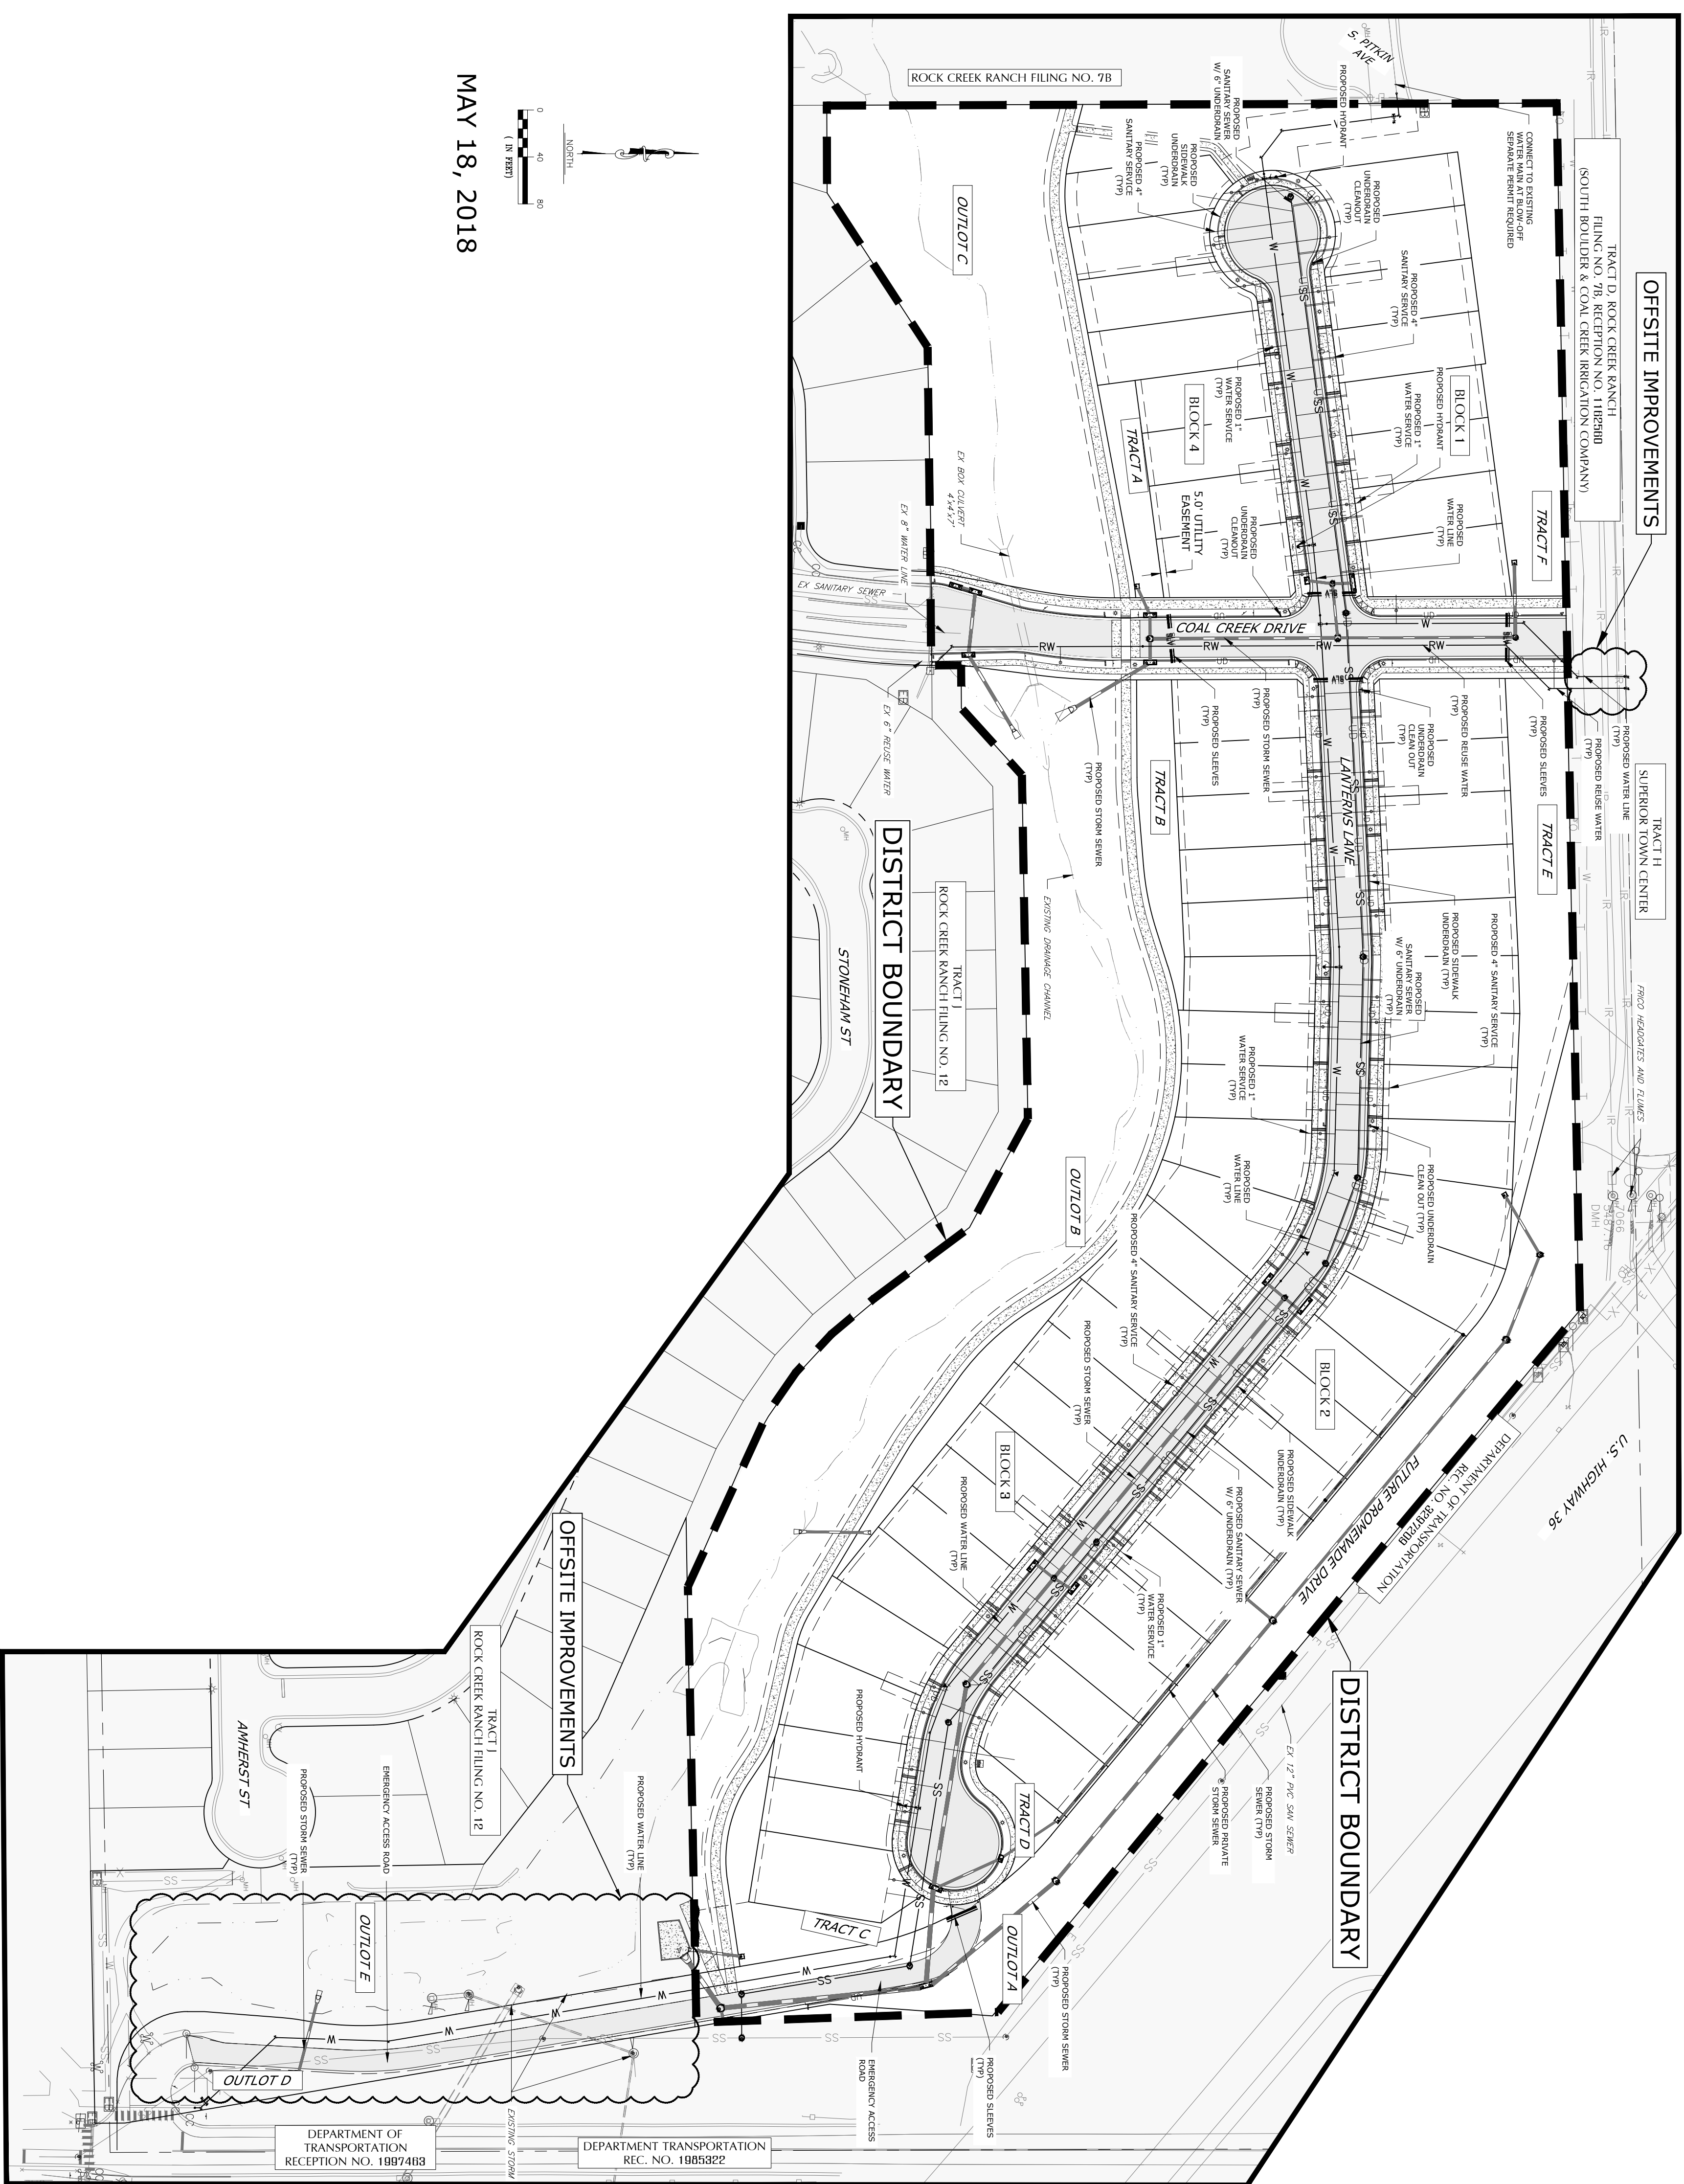 OFFSITE IMPROVEMENTS
TRACT D, ROCK CREEK RANCH
FILING NO. 7B, RECEPTION NO. 1182560
(SOUTH BOULDER & COAL CREEK IRRIGATION COMPANY)
TRACT H
SUPERIOR TOWN CENTER
FRICO HEADGATES AND FLUMES
ROCK CREEK RANCH FILING NO. 7B
S. PITKIN
AVE
CONNECT TO EXISTING
WATER MAIN AT BLOW-OFF
SEPARATE PERMIT REQUIRED
PROPOSED HYDRANT
PROPOSED
SANITARY SEWER
W/ 6" UNDERDRAIN
PROPOSED
UNDERDRAIN
CLEANOUT
(TYP)
PROPOSED
SIDEWALK
UNDERDRAIN
(TYP)
PROPOSED 4"
SANITARY SERVICE
(TYP)
PROPOSED 4"
SANITARY SERVICE
(TYP)
PROPOSED HYDRANT
PROPOSED 1"
WATER SERVICE
(TYP)
BLOCK 1
PROPOSED
WATER LINE
(TYP)
TRACT F
PROPOSED 1"
WATER SERVICE
(TYP)
BLOCK 4
TRACT A
5.0' UTILITY
EASEMENT
PROPOSED
UNDERDRAIN
CLEANOUT
(TYP)
OUTLOT C
EX BOX CULVERT
4'x4'x7'
EX 8" WATER LINE
EX SANITARY SEWER
EX 6" REUSE WATER
COAL CREEK DRIVE
PROPOSED WATER LINE
(TYP)
PROPOSED REUSE WATER
(TYP)
PROPOSED SLEEVES
(TYP)
TRACT E
PROPOSED REUSE WATER
(TYP)
PROPOSED
UNDERDRAIN
CLEAN OUT
(TYP)
PROPOSED STORM SEWER
(TYP)
PROPOSED SLEEVES
(TYP)
PROPOSED STORM SEWER
(TYP)
TRACT B
LANTERNS LANE
EXISTING DRAINAGE CHANNEL
PROPOSED 4" SANITARY SERVICE
(TYP)
PROPOSED SIDEWALK
UNDERDRAIN (TYP)
PROPOSED
SANITARY SEWER
W/ 6" UNDERDRAIN
(TYP)
PROPOSED 1"
WATER SERVICE
(TYP)
PROPOSED UNDERDRAIN
CLEAN OUT (TYP)
PROPOSED
WATER LINE
(TYP)
OUTLOT B
DISTRICT BOUNDARY
TRACT J
ROCK CREEK RANCH FILING NO. 12
STONEHAM ST
PROPOSED 4" SANITARY SERVICE
(TYP)
PROPOSED STORM SEWER
(TYP)
BLOCK 2
BLOCK 3
PROPOSED SIDEWALK
UNDERDRAIN (TYP)
PROPOSED SANITARY SEWER
W/ 6" UNDERDRAIN (TYP)
PROPOSED WATER LINE
(TYP)
PROPOSED 1"
WATER SERVICE
(TYP)
PROPOSED HYDRANT
FUTURE PROMENADE DRIVE
DEPARTMENT OF TRANSPORTATION
REC. NO. 3297209
U.S. HIGHWAY 36
DISTRICT BOUNDARY
EX 12" PVC SAN SEWER
PROPOSED STORM
SEWER (TYP)
PROPOSED PRIVATE
STORM SEWER
TRACT D
TRACT C
OUTLOT A
PROPOSED STORM SEWER
(TYP)
PROPOSED SLEEVES
(TYP)
EMERGENCY ACCESS
ROAD
OFFSITE IMPROVEMENTS
TRACT J
ROCK CREEK RANCH FILING NO. 12
AMHERST ST
PROPOSED WATER LINE
(TYP)
EMERGENCY ACCESS ROAD
PROPOSED STORM SEWER
(TYP)
OUTLOT E
OUTLOT D
EXISTING STORM
DEPARTMENT OF
TRANSPORTATION
RECEPTION NO. 1997463
DEPARTMENT TRANSPORTATION
REC. NO. 1985322
NORTH
0 40 80
( IN FEET)
MAY 18, 2018